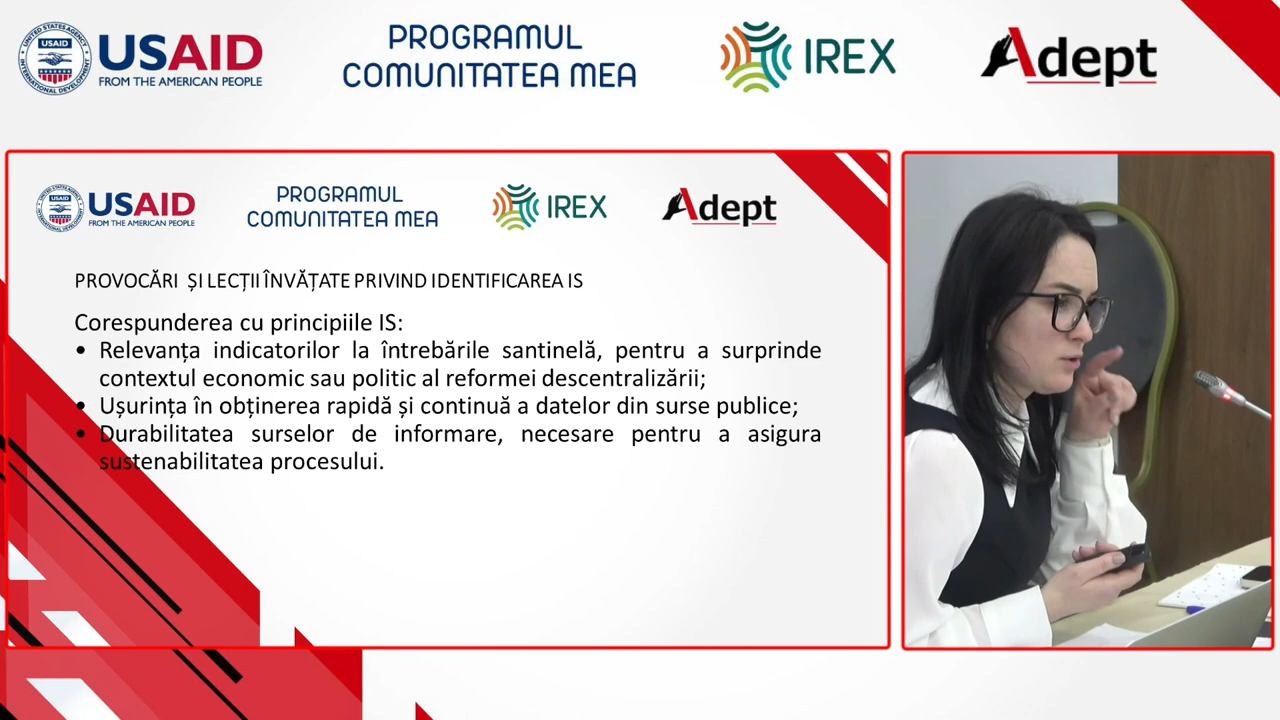 USAID
FROM THE AMERICAN PEOPLE
PROGRAMUL
COMUNITATEA MEA
IREX
Adept
USAID
FROM THE AMERICAN PEOPLE
PROGRAMUL
COMUNITATEA MEA
IREX
Adept
PROVOCĂRI ȘI LECȚII ÎNVĂȚATE PRIVIND IDENTIFICAREA IS
Corespunderea cu principiile IS:
• Relevanța indicatorilor la întrebările santinelă, pentru a surprinde
contextul economic sau politic al reformei descentralizării;
• Ușurința în obținerea rapidă și continuă a datelor din surse publice;
• Durabilitatea surselor de informare, necesare pentru a asigura
sustenabilitatea procesului.